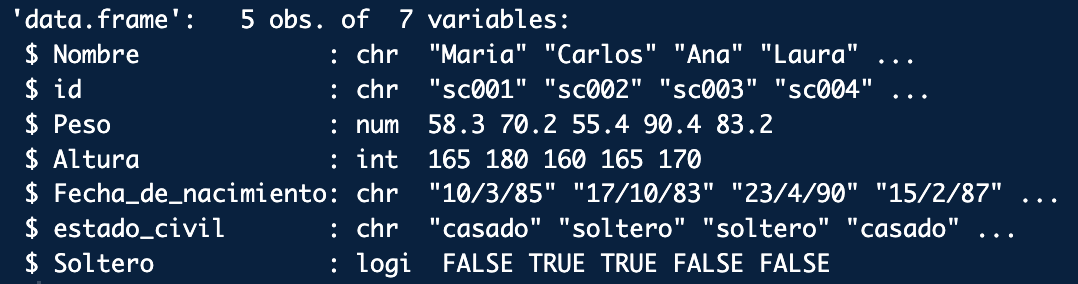 'data.frame':   5 obs. of  7 variables:
 $ Nombre             : chr  "Maria" "Carlos" "Ana" "Laura" ...
 $ id                 : chr  "sc001" "sc002" "sc003" "sc004" ...
 $ Peso               : num  58.3 70.2 55.4 90.4 83.2
 $ Altura             : int  165 180 160 165 170
 $ Fecha_de_nacimiento: chr  "10/3/85" "17/10/83" "23/4/90" "15/2/87" ...
 $ estado_civil       : chr  "casado" "soltero" "soltero" "casado" ...
 $ Soltero            : logi  FALSE TRUE TRUE FALSE FALSE